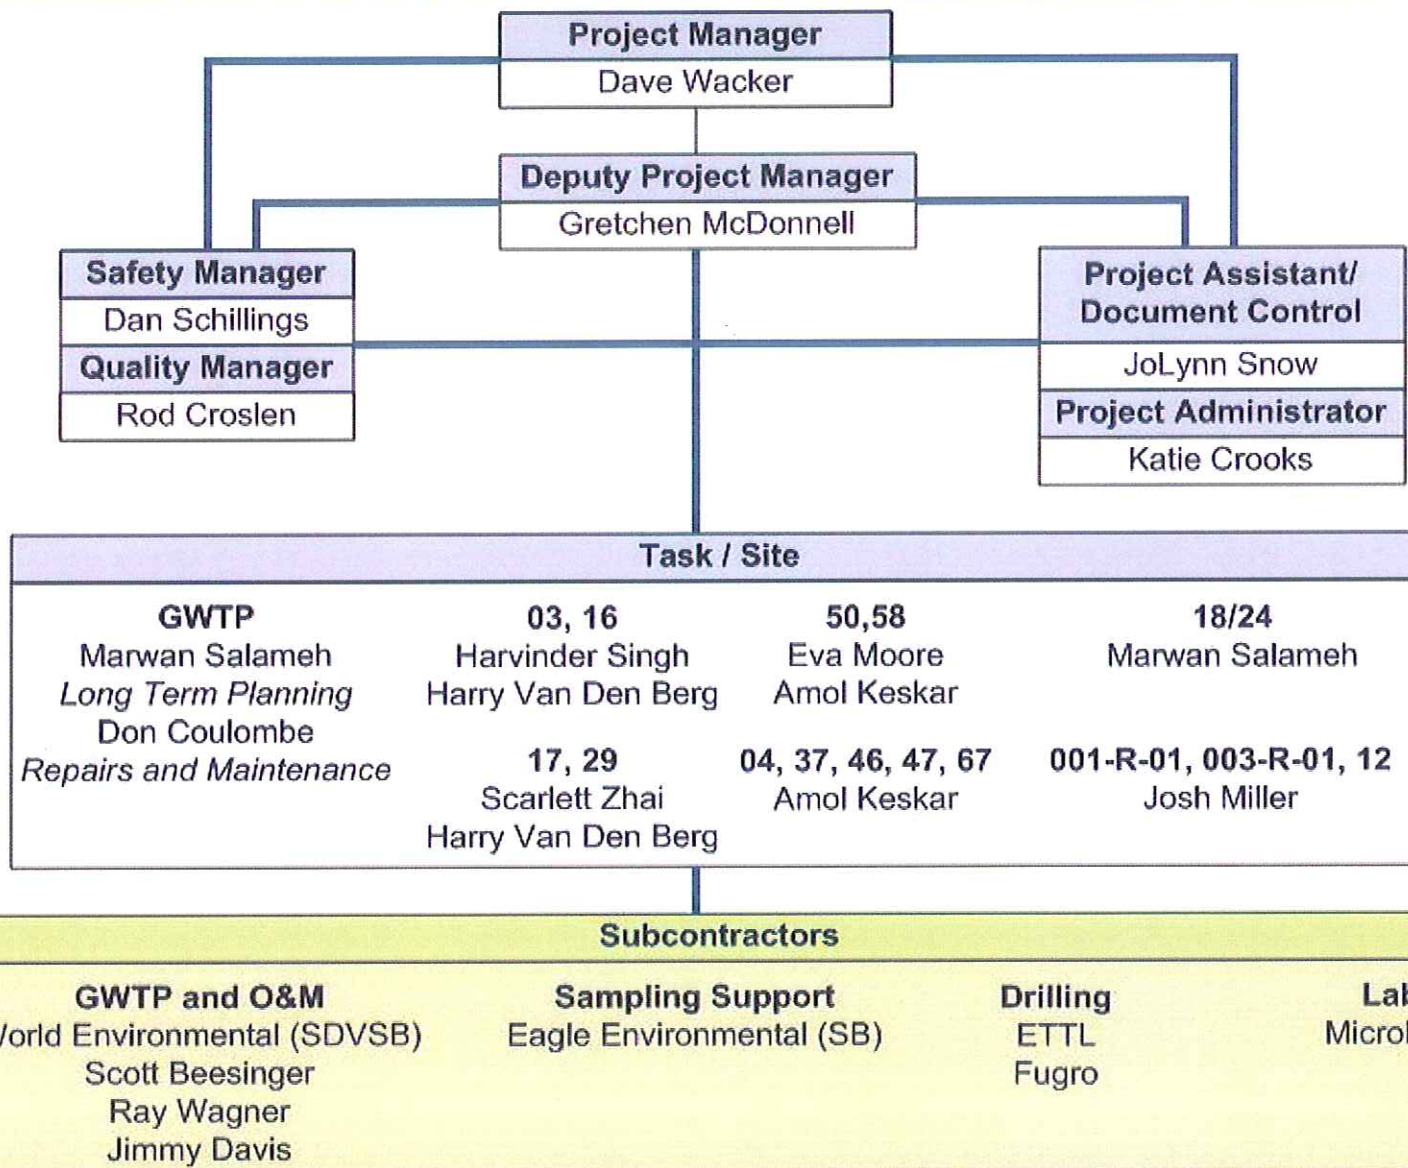 Project Manager
Dave Wacker
Deputy Project Manager
Gretchen McDonnell
Safety Manager
Dan Schillings
Quality Manager
Rod Croslen
Project Assistant/
Document Control
JoLynn Snow
Project Administrator
Katie Crooks
Task / Site
GWTP
Marwan Salameh
Long Term Planning
Don Coulombe
Repairs and Maintenance
03, 16
Harvinder Singh
Harry Van Den Berg
17, 29
Scarlett Zhai
Harry Van Den Berg
50,58
Eva Moore
Amol Keskar
04, 37, 46, 47, 67
Amol Keskar
18/24
Marwan Salameh
001-R-01, 003-R-01, 12
Josh Miller
Subcontractors
GWTP and O&M
Environmental (SDVSB)
Scott Beesinger
Ray Wagner
Jimmy Davis
Sampling Support
Eagle Environmental (SB)
Drilling
ETTL
Fugro